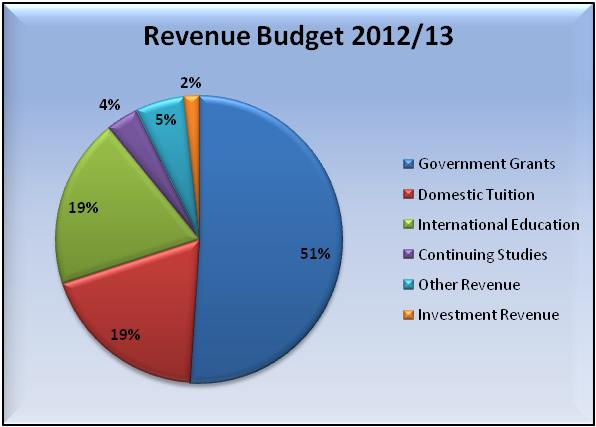 Revenue Budget 2012/13
2%
4%
5%
19%
51%
19%
Government Grants
Domestic Tuition
International Education
Continuing Studies
Other Revenue
Investment Revenue